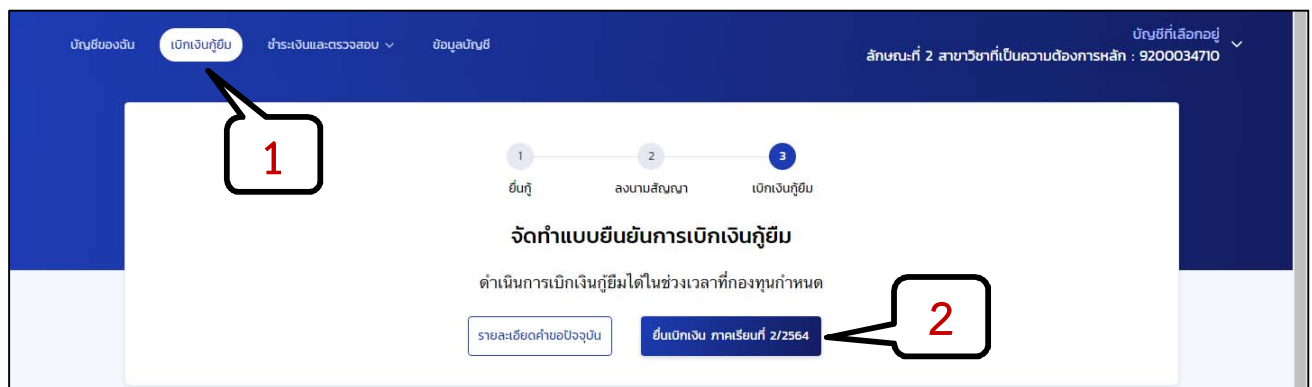 บัญชีที่เลือกอยู่
บัญชีของฉัน เบิกเงินกู้ยืม ชำระเงินและตรวจสอบ ข้อมูลบัญชี
ลักษณะที่ 2 สาขาวิชาที่เป็นความต้องการหลัก : 9200034710
1
1 2 3
ยื่นกู้ ลงนามสัญญา เบิกเงินกู้ยืม
จัดทำแบบยืนยันการเบิกเงินกู้ยืม
ดำเนินการเบิกเงินกู้ยืมได้ในช่วงเวลาที่กองทุนกำหนด
รายละเอียดคำขอปัจจุบัน ยื่นเบิกเงิน ภาคเรียนที่ 2/2564
2